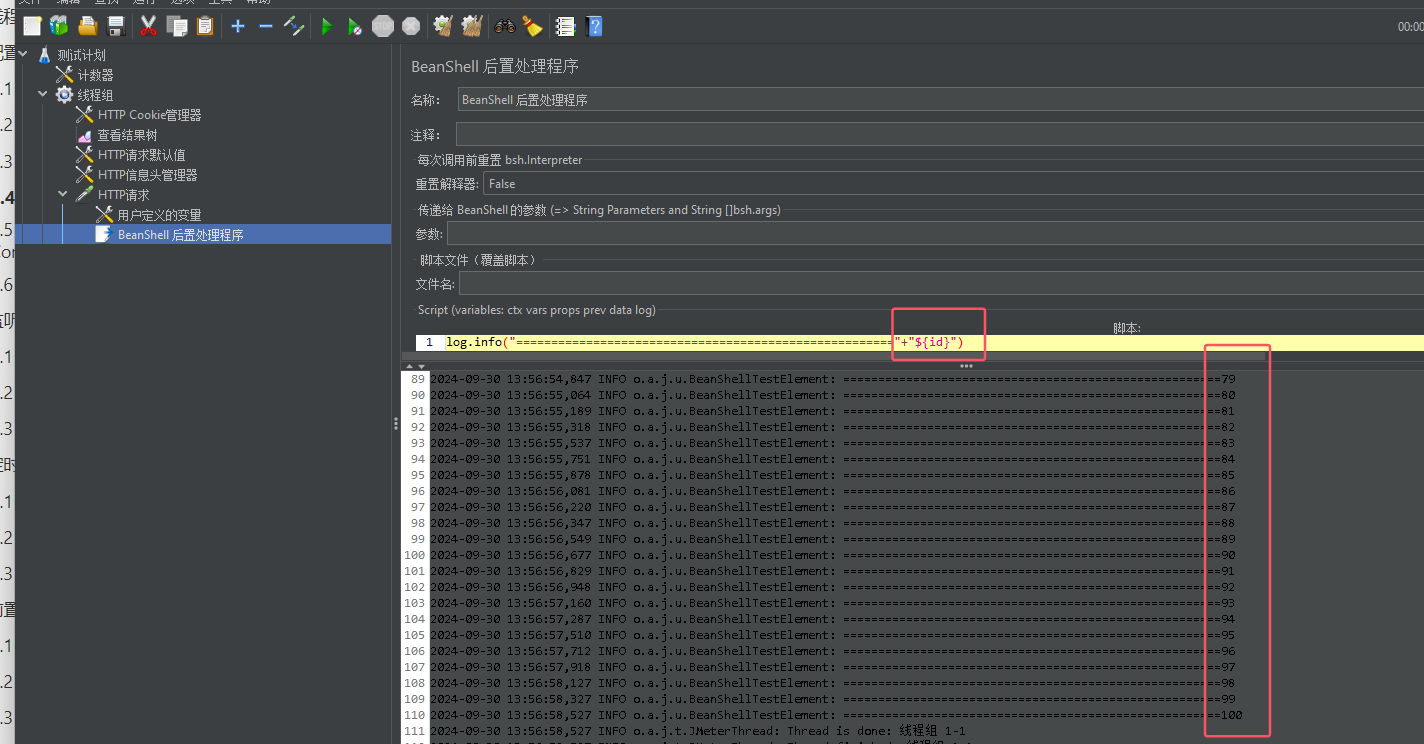 文件 编辑 查找 运行 选项 工具 帮助
00:00
测试计划
计数器
线程组
HTTP Cookie管理器
查看结果树
HTTP请求默认值
HTTP信息头管理器
HTTP请求
用户定义的变量
BeanShell 后置处理程序
BeanShell 后置处理程序
名称: BeanShell 后置处理程序
注释:
每次调用前重置 bsh.Interpreter
重置解释器: False
传递给 BeanShell 的参数 (=> String Parameters and String []bsh.args)
参数:
脚本文件（覆盖脚本）
文件名:
Script (variables: ctx vars props prev data log)
脚本:
1 log.info("======================================================"+"${id}")
89 2024-09-30 13:56:54,847 INFO o.a.j.u.BeanShellTestElement: ======================================================79
90 2024-09-30 13:56:55,064 INFO o.a.j.u.BeanShellTestElement: ======================================================80
91 2024-09-30 13:56:55,189 INFO o.a.j.u.BeanShellTestElement: ======================================================81
92 2024-09-30 13:56:55,318 INFO o.a.j.u.BeanShellTestElement: ======================================================82
93 2024-09-30 13:56:55,537 INFO o.a.j.u.BeanShellTestElement: ======================================================83
94 2024-09-30 13:56:55,751 INFO o.a.j.u.BeanShellTestElement: ======================================================84
95 2024-09-30 13:56:55,878 INFO o.a.j.u.BeanShellTestElement: ======================================================85
96 2024-09-30 13:56:56,081 INFO o.a.j.u.BeanShellTestElement: ======================================================86
97 2024-09-30 13:56:56,220 INFO o.a.j.u.BeanShellTestElement: ======================================================87
98 2024-09-30 13:56:56,347 INFO o.a.j.u.BeanShellTestElement: ======================================================88
99 2024-09-30 13:56:56,549 INFO o.a.j.u.BeanShellTestElement: ======================================================89
100 2024-09-30 13:56:56,677 INFO o.a.j.u.BeanShellTestElement: ======================================================90
101 2024-09-30 13:56:56,829 INFO o.a.j.u.BeanShellTestElement: ======================================================91
102 2024-09-30 13:56:56,948 INFO o.a.j.u.BeanShellTestElement: ======================================================92
103 2024-09-30 13:56:57,160 INFO o.a.j.u.BeanShellTestElement: ======================================================93
104 2024-09-30 13:56:57,287 INFO o.a.j.u.BeanShellTestElement: ======================================================94
105 2024-09-30 13:56:57,510 INFO o.a.j.u.BeanShellTestElement: ======================================================95
106 2024-09-30 13:56:57,712 INFO o.a.j.u.BeanShellTestElement: ======================================================96
107 2024-09-30 13:56:57,918 INFO o.a.j.u.BeanShellTestElement: ======================================================97
108 2024-09-30 13:56:58,127 INFO o.a.j.u.BeanShellTestElement: ======================================================98
109 2024-09-30 13:56:58,327 INFO o.a.j.u.BeanShellTestElement: ======================================================99
110 2024-09-30 13:56:58,527 INFO o.a.j.u.BeanShellTestElement: ======================================================100
111 2024-09-30 13:56:58,527 INFO o.a.j.t.JMeterThread: Thread is done: 线程组 1-1